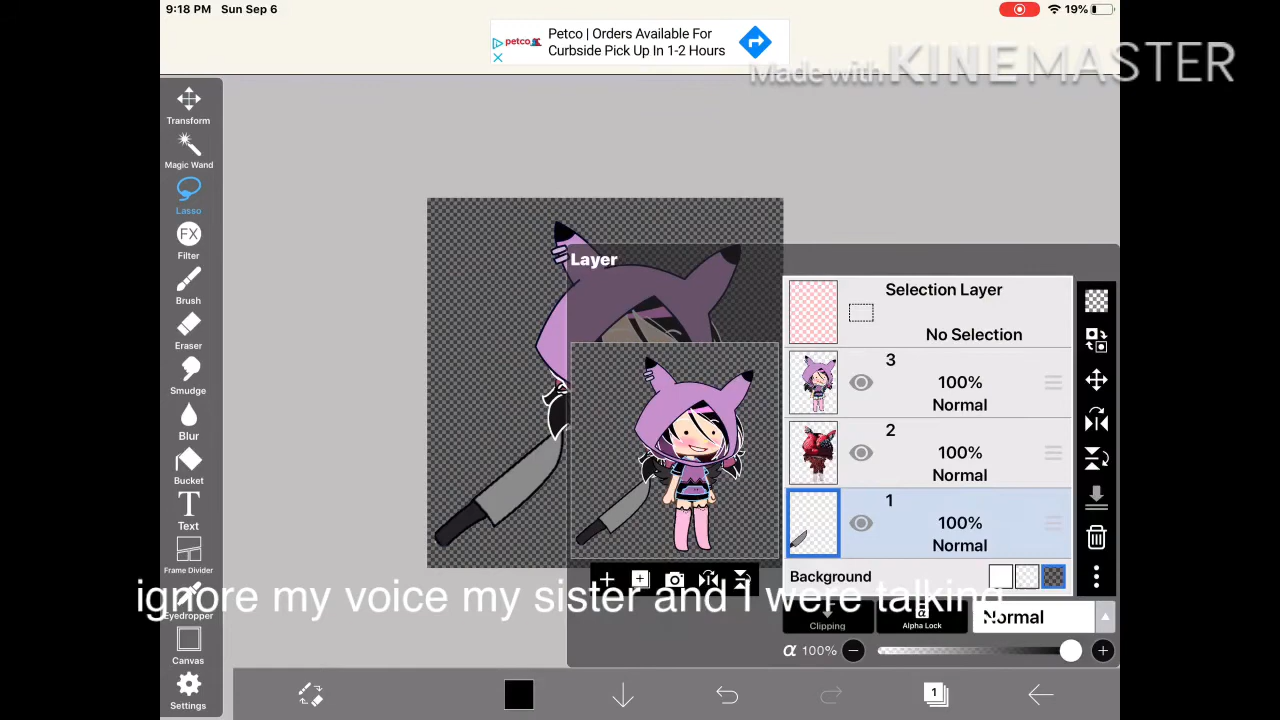 9:18 PM Sun Sep 6
19%
petco
Petco | Orders Available For
Curbside Pick Up In 1-2 Hours
Made with KINEMASTER
Transform
Magic Wand
Lasso
FX
Filter
Brush
Eraser
Smudge
Blur
Bucket
T
Text
Frame Divider
Eyedropper
Canvas
Settings
Layer
Selection Layer
No Selection
3
100%
Normal
2
100%
Normal
1
100%
Normal
Background
ignore my voice my sister and I were talking
Clipping
α
Alpha Lock
Normal
α 100%
1